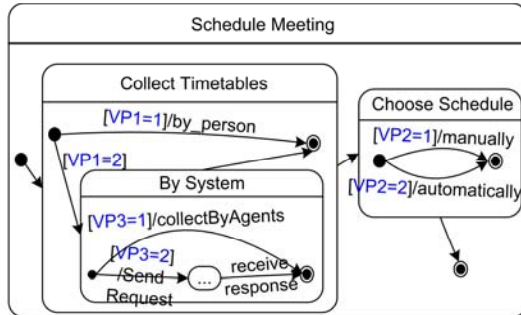 Schedule Meeting
Collect Timetables
[VP1=1]/by_person
[VP1=2]
By System
[VP3=1]/collectByAgents
[VP3=2]
/Send
Request
...
receive
response
Choose Schedule
[VP2=1]/manually
[VP2=2]/automatically